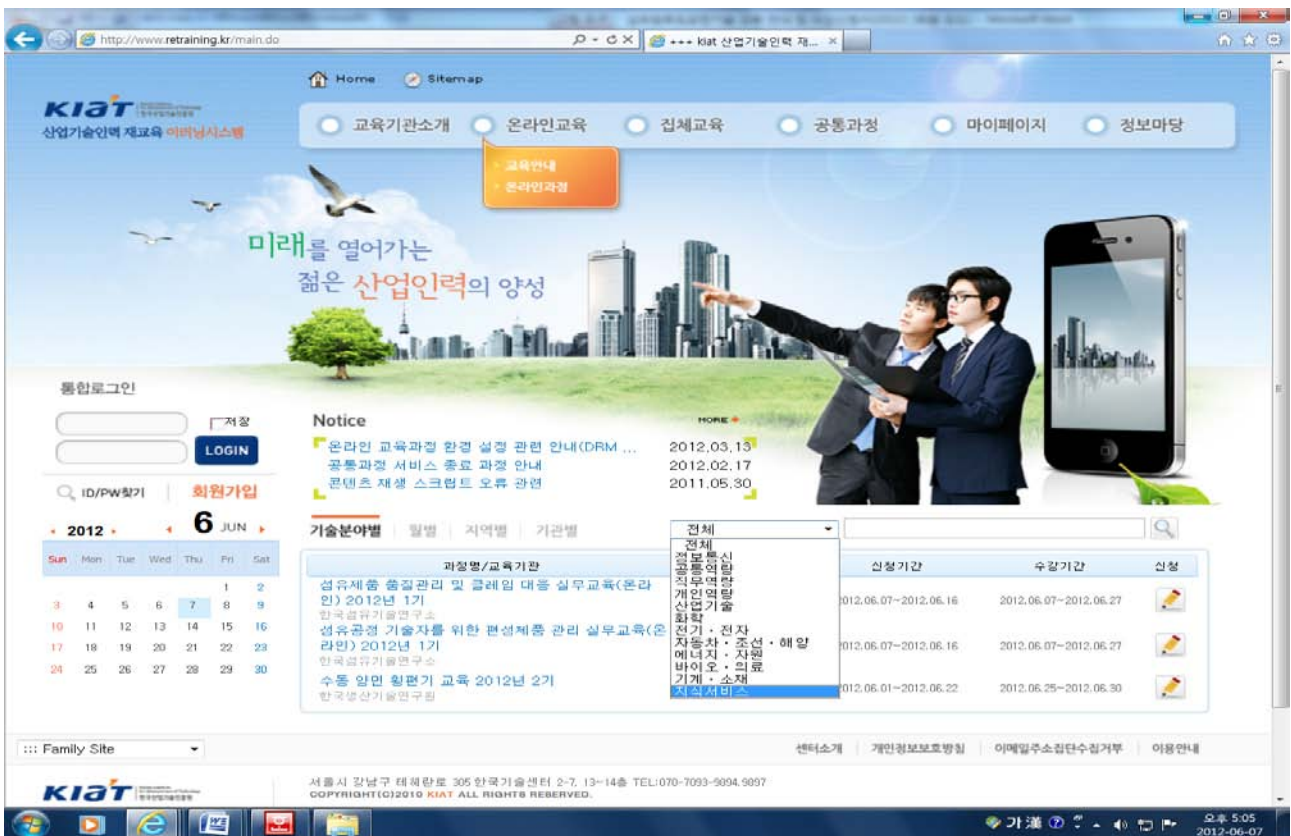 http://www.retraining.kr/main.do
+++ kiat 산업기술인력 재...
Home
Sitemap
KIAT
산업기술인력 재교육 이러닝시스템
교육기관소개
온라인교육
집체교육
공통과정
마이페이지
정보마당
교육안내
온라인과정
미래를 열어가는
젊은 산업인력의 양성
통합로그인
저장
LOGIN
ID/PW찾기
회원가입
Notice
MORE +
온라인 교육과정 환경 설정 관련 안내(DRM ... 2012.03.13
공통과정 서비스 종료 과정 안내 2012.02.17
콘텐츠 재생 스크립트 오류 관련 2011.05.30
2012 6 JUN
Sun Mon Tue Wed Thu Fri Sat
1 2
3 4 5 6 7 8 9
10 11 12 13 14 15 16
17 18 19 20 21 22 23
24 25 26 27 28 29 30
기술분야별 월별 지역별 기관별
전체
전체
정보통신
공통역량
직무역량
개인역량
산업기술
화학
전기·전자
자동차·조선·해양
에너지·자원
바이오·의료
기계·소재
지식서비스
과정명/교육기관 신청기간 수강기간 신청
섬유제품 품질관리 및 클레임 대응 실무교육(온라
인) 2012년 1기
한국섬유기술연구소
2012.06.07~2012.06.16 2012.06.07~2012.06.27
섬유공정 기술자를 위한 편성제품 관리 실무교육(온
라인) 2012년 1기
한국섬유기술연구소
2012.06.07~2012.06.16 2012.06.07~2012.06.27
수동 양면 횡편기 교육 2012년 2기
한국생산기술연구원
2012.06.01~2012.06.22 2012.06.25~2012.06.30
::: Family Site
센터소개 개인정보보호방침 이메일주소집단수집거부 이용안내
KIAT
서울시 강남구 테헤란로 305 한국기술센터 2-7, 13~14층 TEL:070-7093-9094,9097
COPYRIGHT(C)2010 KIAT ALL RIGHTS RESERVED.
가 漢
오후 5:05
2012-06-07